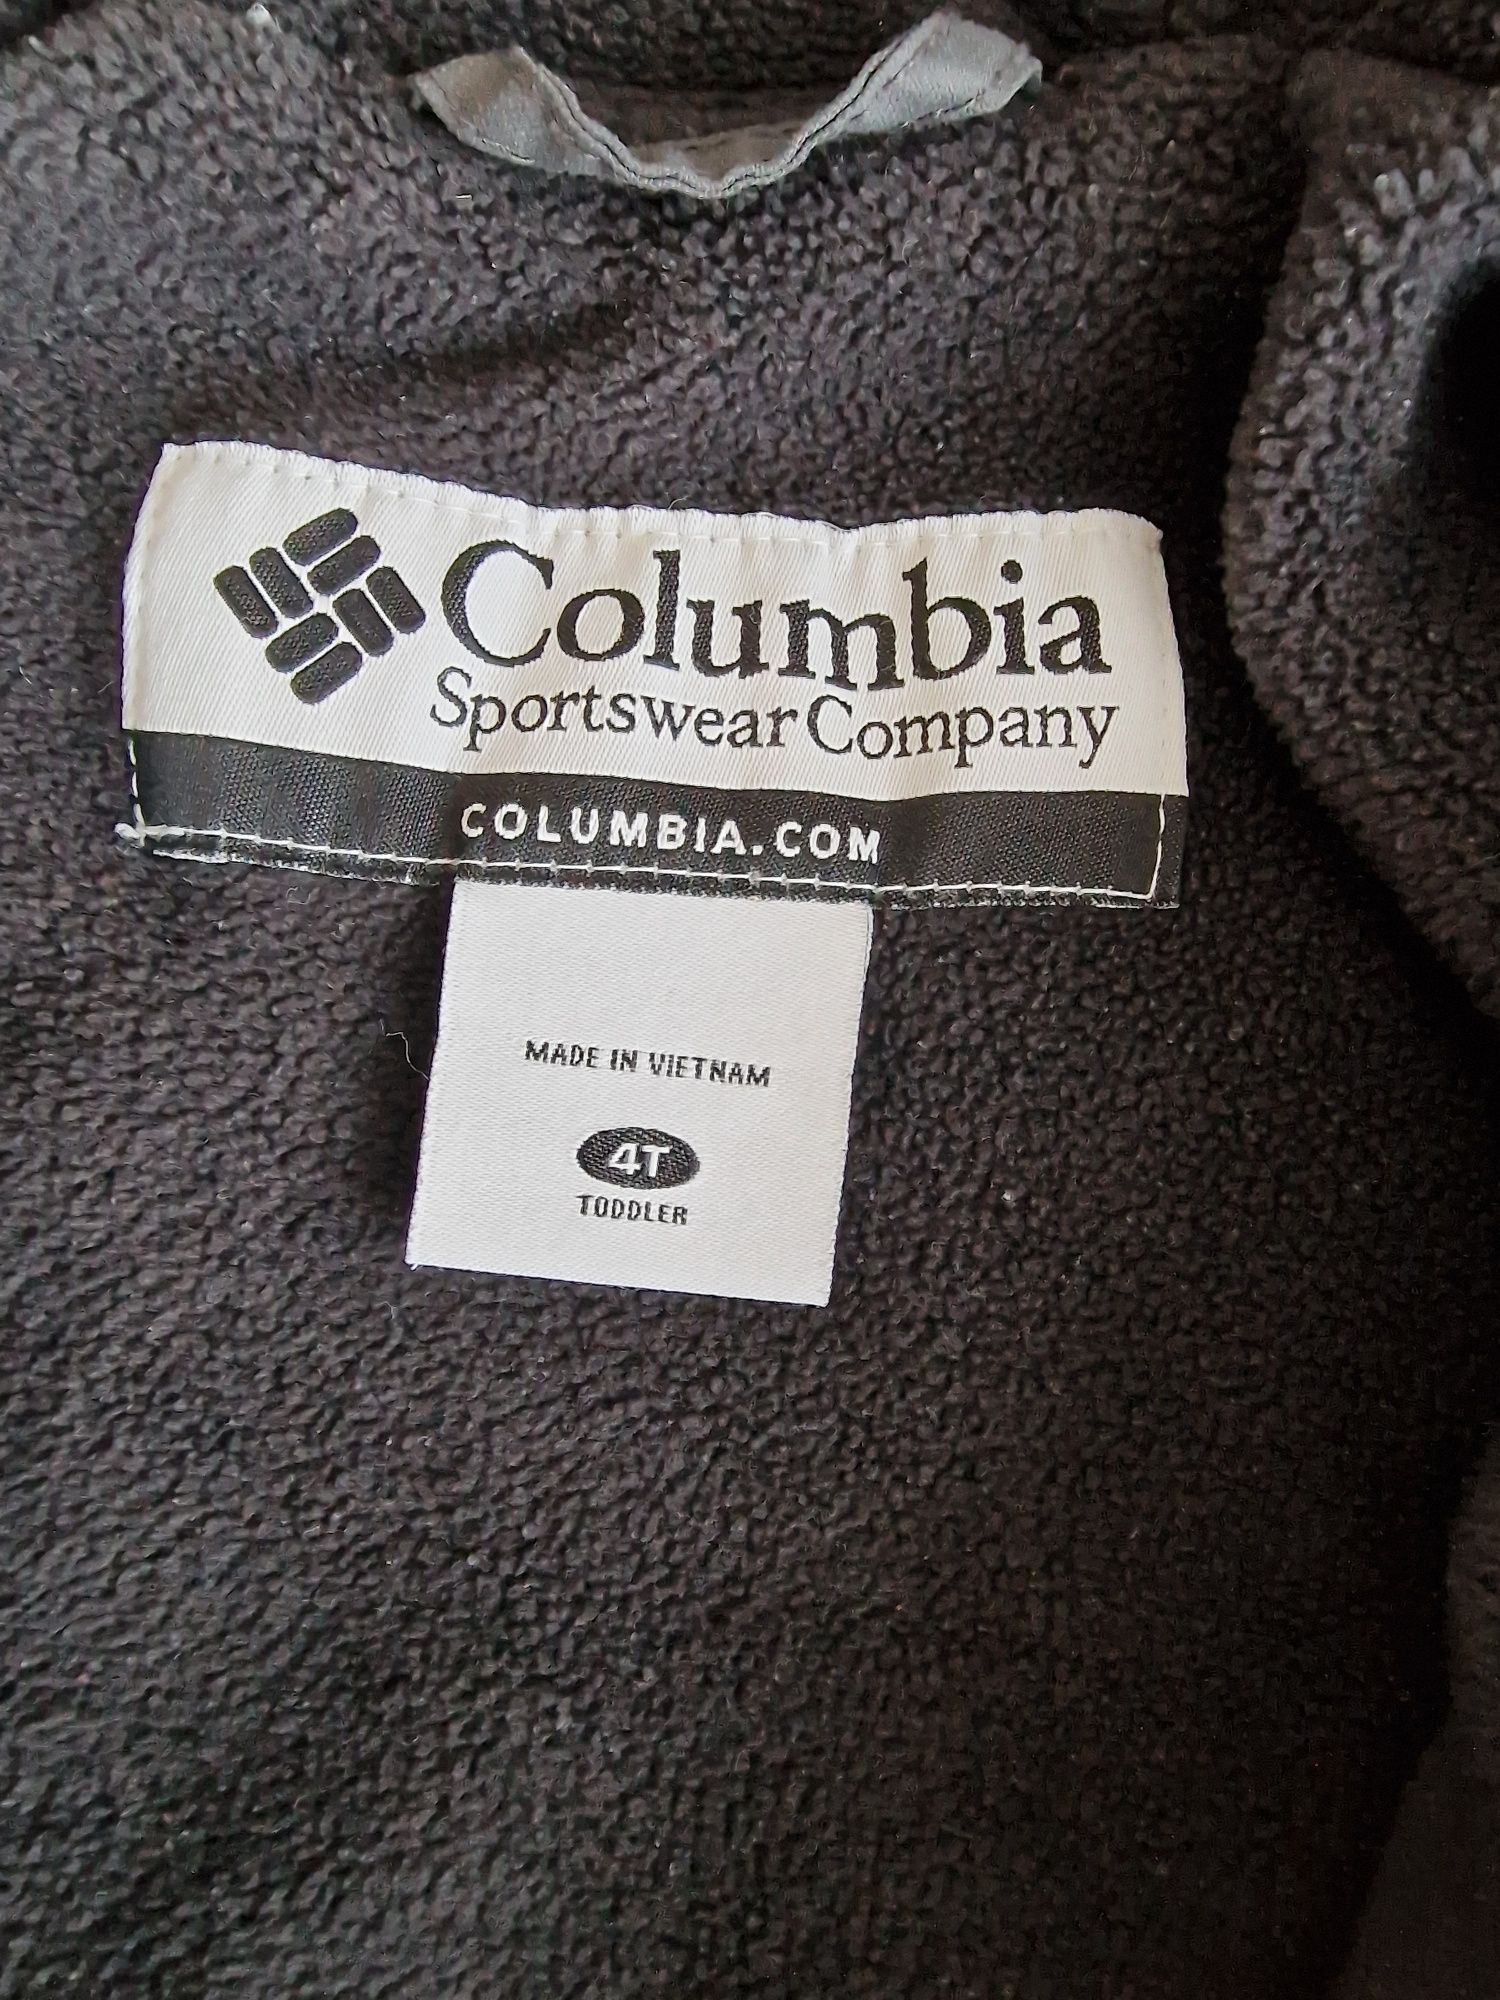 Columbia
Sportswear Company
COLUMBIA.COM
MADE IN VIETNAM
4T
TODDLER